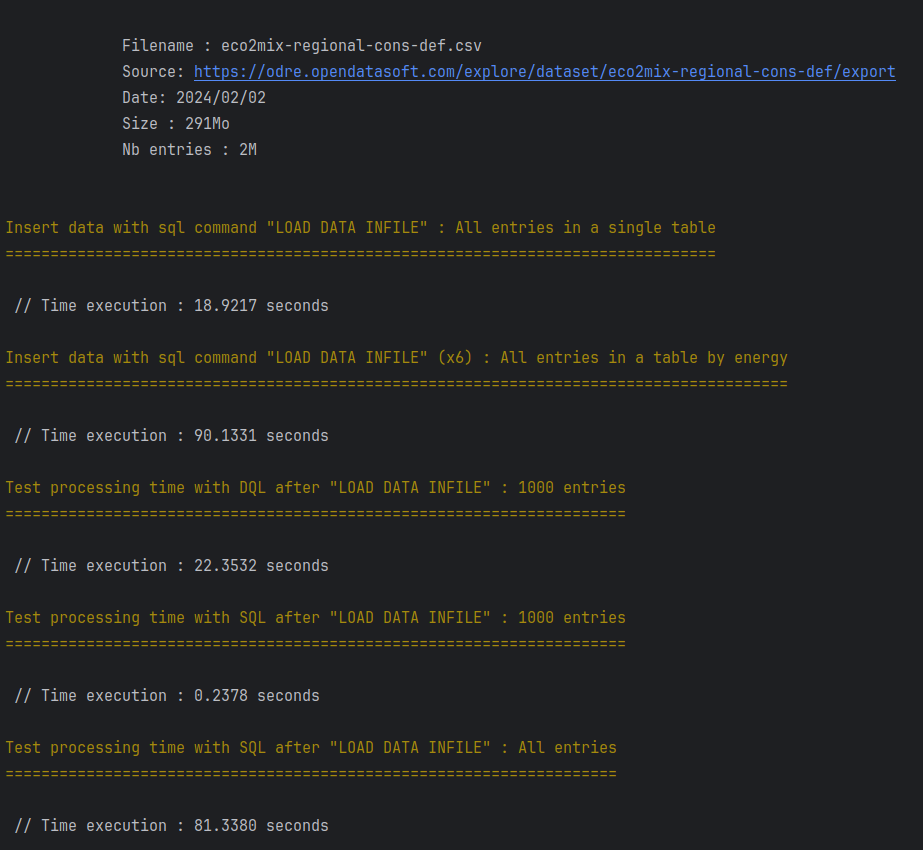 Filename : eco2mix-regional-cons-def.csv
Source: https://odre.opendatasoft.com/explore/dataset/eco2mix-regional-cons-def/export
Date: 2024/02/02
Size : 291Mo
Nb entries : 2M
Insert data with sql command "LOAD DATA INFILE" : All entries in a single table
===============================================================================
// Time execution : 18.9217 seconds
Insert data with sql command "LOAD DATA INFILE" (x6) : All entries in a table by energy
=======================================================================================
// Time execution : 90.1331 seconds
Test processing time with DQL after "LOAD DATA INFILE" : 1000 entries
=====================================================================
// Time execution : 22.3532 seconds
Test processing time with SQL after "LOAD DATA INFILE" : 1000 entries
=====================================================================
// Time execution : 0.2378 seconds
Test processing time with SQL after "LOAD DATA INFILE" : All entries
====================================================================
// Time execution : 81.3380 seconds